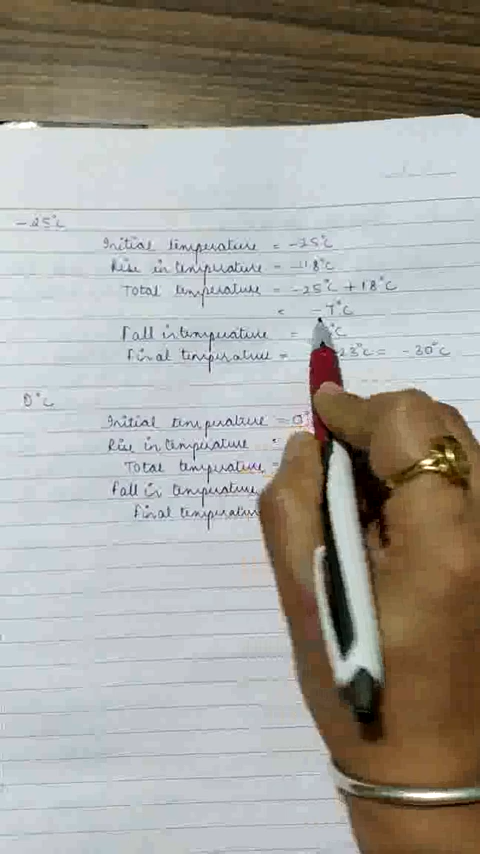 -25°C
Initial temperature = -25°C
Rise in temperature = 18°C
Total temperature = -25°C + 18°C
= -7°C
Fall in temperature = °C
Final temperature = 23°C = -30°C
0°C
Initial temperature = 0°
Rise in temperature
Total temperature =
Fall in temperature
Final temperature